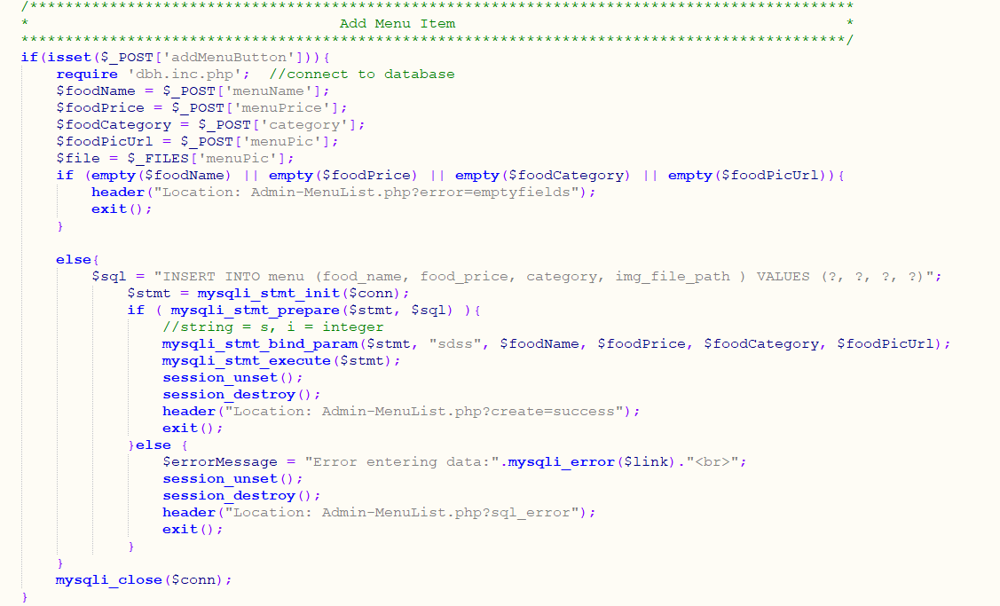 /*********************************************************************************************
* Add Menu Item *
*********************************************************************************************/
if(isset($_POST['addMenuButton'])){
require 'dbh.inc.php'; //connect to database
$foodName = $_POST['menuName'];
$foodPrice = $_POST['menuPrice'];
$foodCategory = $_POST['category'];
$foodPicUrl = $_POST['menuPic'];
$file = $_FILES['menuPic'];
if (empty($foodName) || empty($foodPrice) || empty($foodCategory) || empty($foodPicUrl)){
header("Location: Admin-MenuList.php?error=emptyfields");
exit();
}
else{
$sql = "INSERT INTO menu (food_name, food_price, category, img_file_path ) VALUES (?, ?, ?, ?)";
$stmt = mysqli_stmt_init($conn);
if ( mysqli_stmt_prepare($stmt, $sql) ){
//string = s, i = integer
mysqli_stmt_bind_param($stmt, "sdss", $foodName, $foodPrice, $foodCategory, $foodPicUrl);
mysqli_stmt_execute($stmt);
session_unset();
session_destroy();
header("Location: Admin-MenuList.php?create=success");
exit();
}else {
$errorMessage = "Error entering data:".mysqli_error($link)."<br>";
session_unset();
session_destroy();
header("Location: Admin-MenuList.php?sql_error");
exit();
}
}
mysqli_close($conn);
}